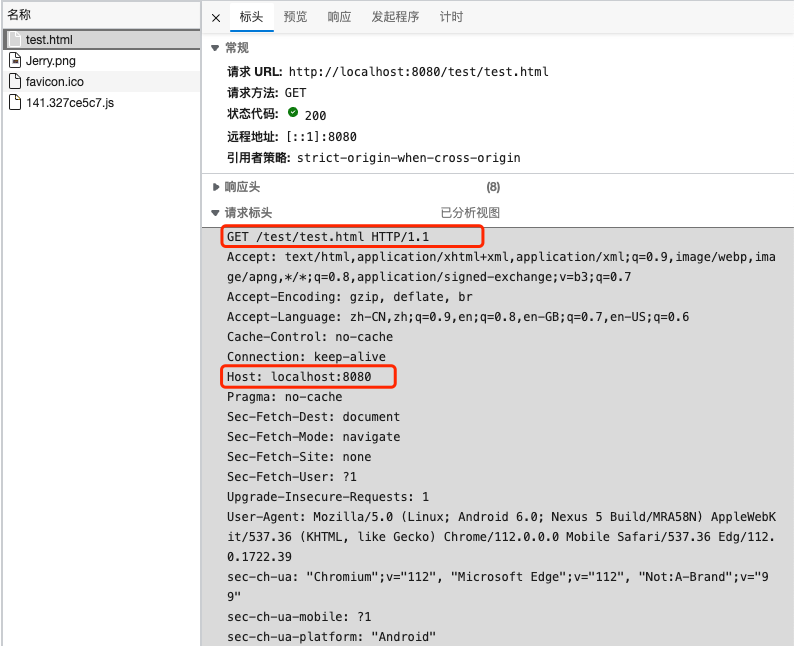 名称
test.html
Jerry.png
favicon.ico
141.327ce5c7.js
标头 预览 响应 发起程序 计时
常规
请求 URL: http://localhost:8080/test/test.html
请求方法: GET
状态代码: 200
远程地址: [::1]:8080
引用者策略: strict-origin-when-cross-origin
响应头 (8)
请求标头 已分析视图
GET /test/test.html HTTP/1.1
Accept: text/html,application/xhtml+xml,application/xml;q=0.9,image/webp,ima
ge/apng,*/*;q=0.8,application/signed-exchange;v=b3;q=0.7
Accept-Encoding: gzip, deflate, br
Accept-Language: zh-CN,zh;q=0.9,en;q=0.8,en-GB;q=0.7,en-US;q=0.6
Cache-Control: no-cache
Connection: keep-alive
Host: localhost:8080
Pragma: no-cache
Sec-Fetch-Dest: document
Sec-Fetch-Mode: navigate
Sec-Fetch-Site: none
Sec-Fetch-User: ?1
Upgrade-Insecure-Requests: 1
User-Agent: Mozilla/5.0 (Linux; Android 6.0; Nexus 5 Build/MRA58N) AppleWebK
it/537.36 (KHTML, like Gecko) Chrome/112.0.0.0 Mobile Safari/537.36 Edg/112.
0.1722.39
sec-ch-ua: "Chromium";v="112", "Microsoft Edge";v="112", "Not:A-Brand";v="9
9"
sec-ch-ua-mobile: ?1
sec-ch-ua-platform: "Android"